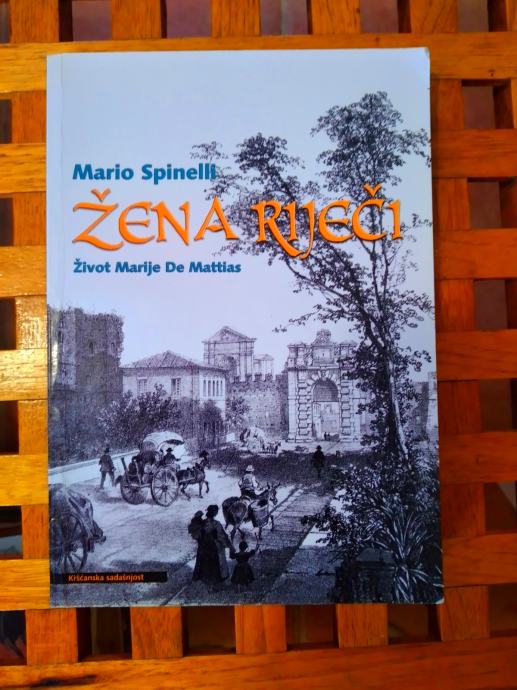 Mario Spinelli
ŽENA RIJEČI
Život Marije De Mattias
Kršćanska sadašnjost